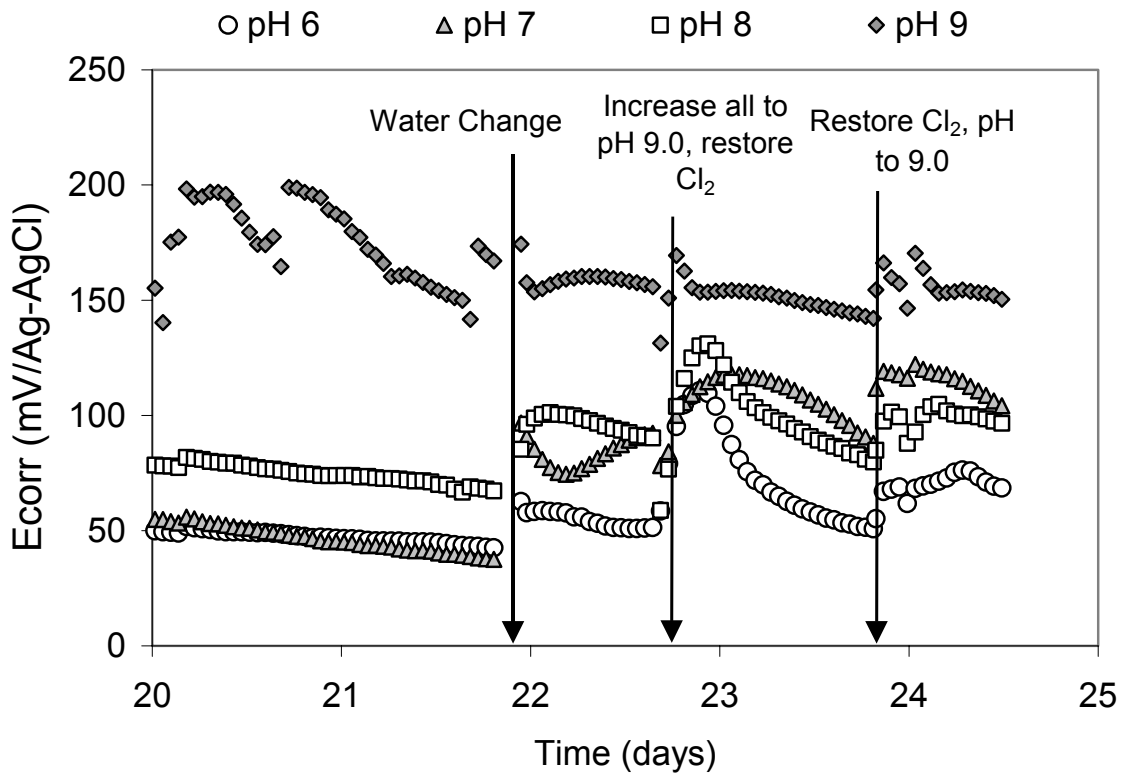 pH 6 pH 7 pH 8 pH 9
250
200
150
100
50
0
Ecorr (mV/Ag-AgCl)
Water Change
Increase all to
pH 9.0, restore
Cl₂
Restore Cl₂, pH
to 9.0
20 21 22 23 24 25
Time (days)